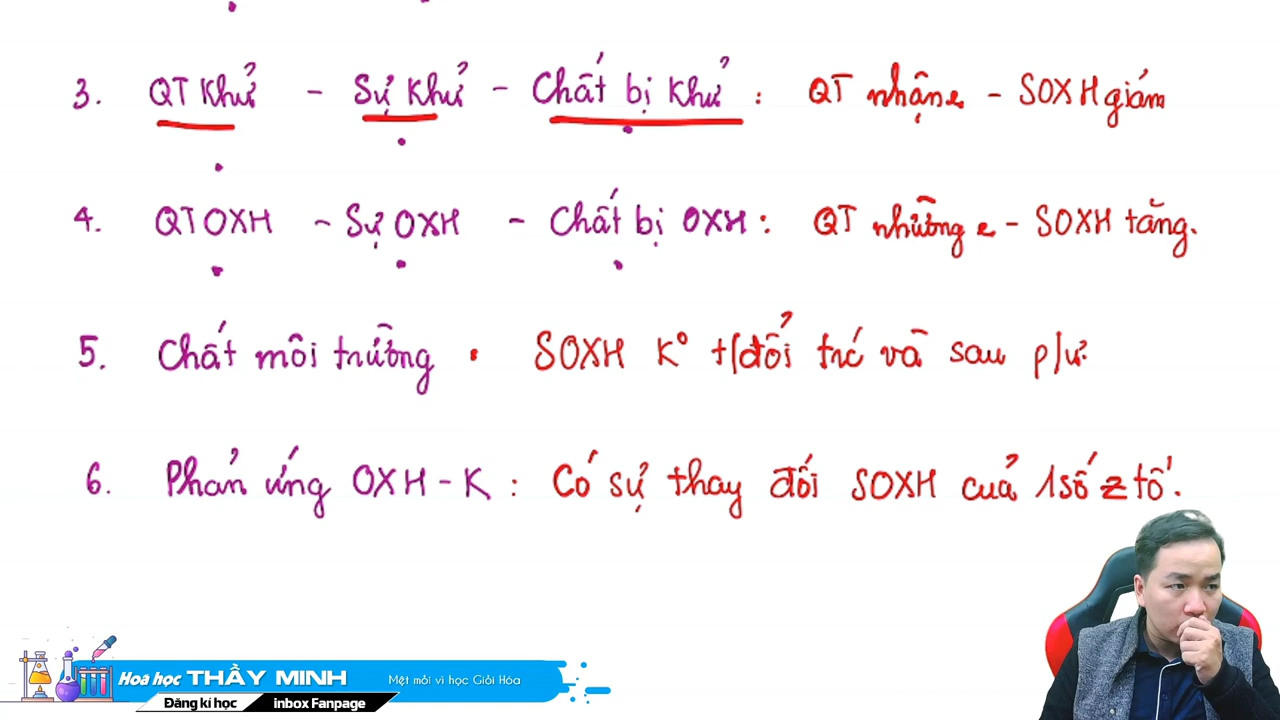 3. QT Khử - Sự khử - Chất bị khử : QT nhận e - SOXH giảm
4. QT OXH - Sự OXH - Chất bị OXH : QT nhường e - SOXH tăng.
5. Chất môi trường . SOXH K° t/đổi trc và sau p/ư
6. Phản ứng OXH - K : Có sự thay đổi SOXH của 1 số z tố.
Hoá học THẦY MINH
Mệt mỏi vì học Giỏi Hóa
Đăng kí học inbox Fanpage